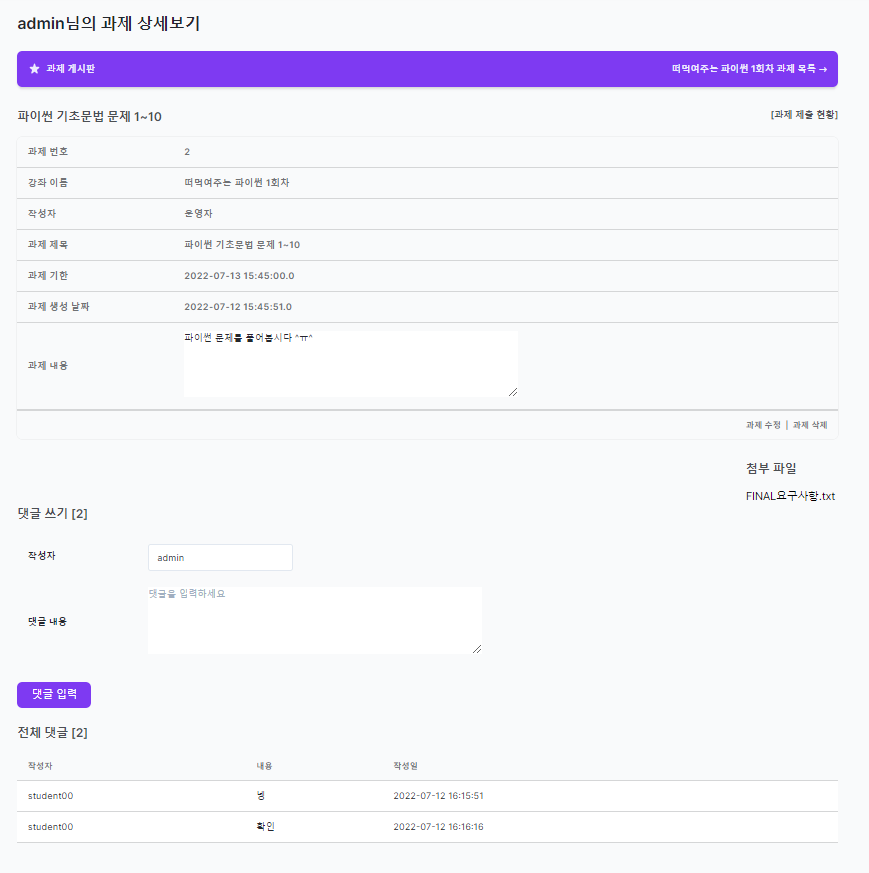 admin님의 과제 상세보기
과제 게시판 떠먹여주는 파이썬 1회차 과제 목록 →
파이썬 기초문법 문제 1~10 [과제 제출 현황]
과제 번호 2
강좌 이름 떠먹여주는 파이썬 1회차
작성자 운영자
과제 제목 파이썬 기초문법 문제 1~10
과제 기한 2022-07-13 15:45:00.0
과제 생성 날짜 2022-07-12 15:45:51.0
과제 내용 파이썬 문제를 풀어봅시다 ^ㅠ^
과제 수정 | 과제 삭제
첨부 파일
FINAL요구사항.txt
댓글 쓰기 [2]
작성자 admin
댓글 내용 댓글을 입력하세요
댓글 입력
전체 댓글 [2]
작성자 내용 작성일
student00 넹 2022-07-12 16:15:51
student00 확인 2022-07-12 16:16:16